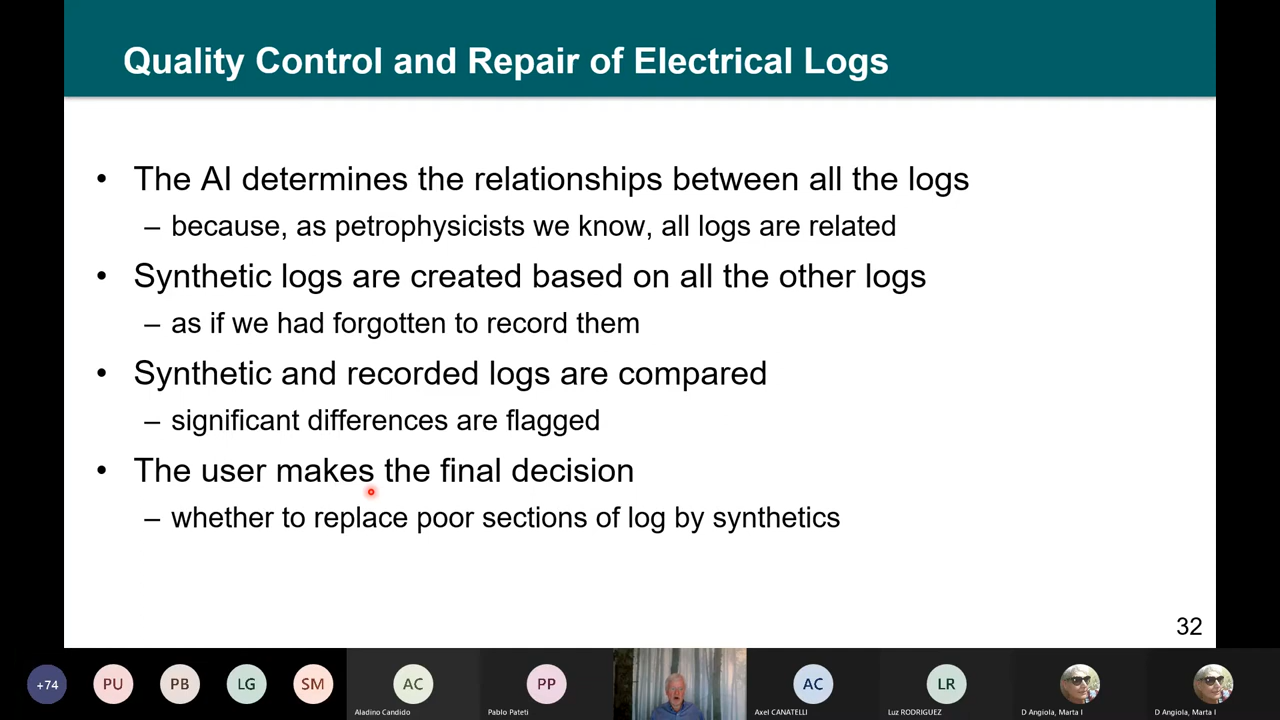 Quality Control and Repair of Electrical Logs
• The AI determines the relationships between all the logs
– because, as petrophysicists we know, all logs are related
• Synthetic logs are created based on all the other logs
– as if we had forgotten to record them
• Synthetic and recorded logs are compared
– significant differences are flagged
• The user makes the final decision
– whether to replace poor sections of log by synthetics
32
+74
PU
PB
LG
SM
AC
PP
AC
LR
Aladino Candido
Pablo Pateti
Axel CANATELLI
Luz RODRIGUEZ
D Angiola, Marta I
D Angiola, Marta I